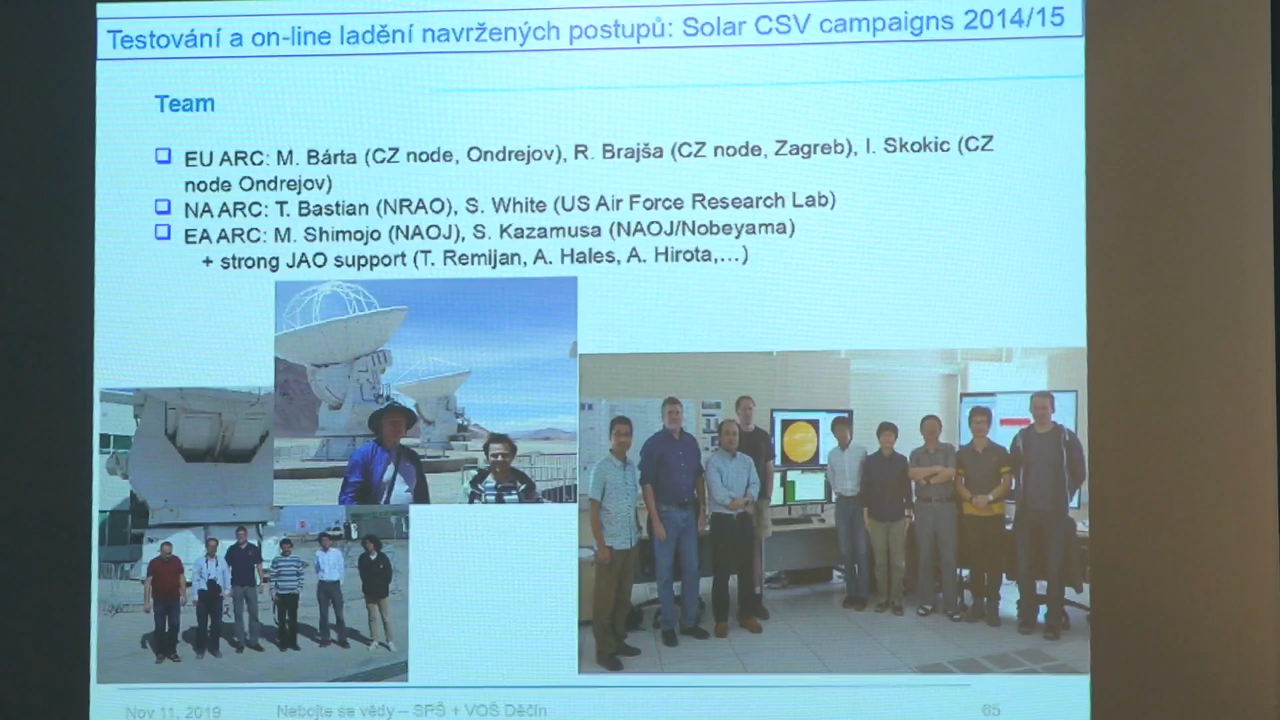 Testování a on-line ladění navržených postupů: Solar CSV campaigns 2014/15
Team
EU ARC: M. Bárta (CZ node, Ondrejov), R. Brajša (CZ node, Zagreb), I. Skokic (CZ
node Ondrejov)
NA ARC: T. Bastian (NRAO), S. White (US Air Force Research Lab)
EA ARC: M. Shimojo (NAOJ), S. Kazamusa (NAOJ/Nobeyama)
+ strong JAO support (T. Remijan, A. Hales, A. Hirota,…)
Nov 11, 2019 Nebojte se vědy – SPŠ + VOŠ Děčín 65